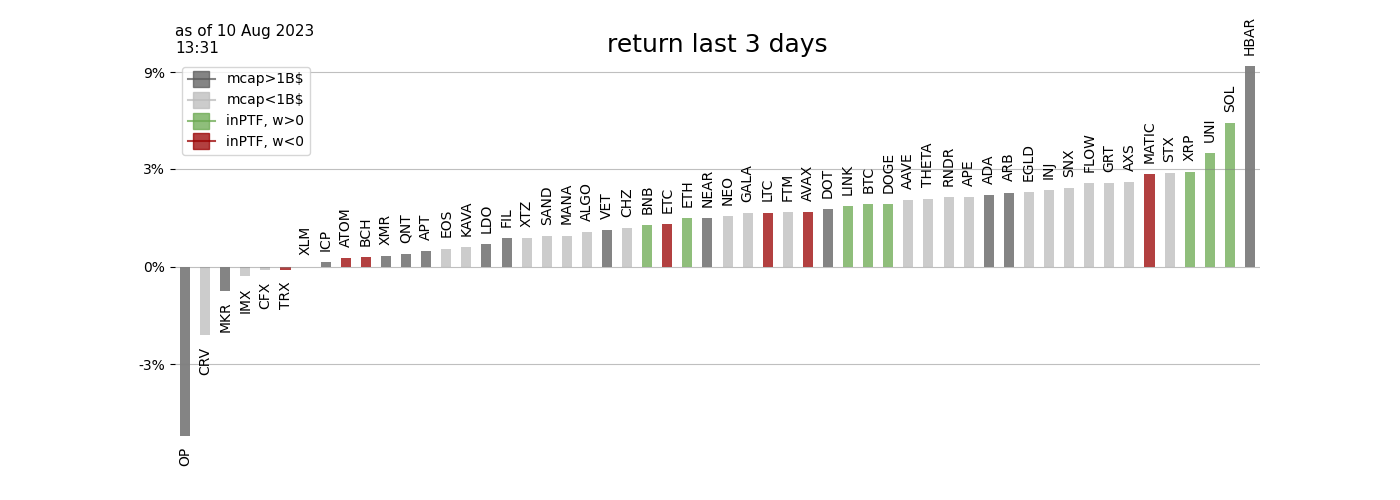 as of 10 Aug 2023
13:31
return last 3 days
mcap>1B$
mcap<1B$
inPTF, w>0
inPTF, w<0
9%
3%
0%
-3%
OP
CRV
MKR
IMX
CFX
TRX
XLM
ICP
ATOM
BCH
XMR
QNT
APT
EOS
KAVA
LDO
FIL
XTZ
SAND
MANA
ALGO
VET
CHZ
BNB
ETC
ETH
NEAR
NEO
GALA
LTC
FTM
AVAX
DOT
LINK
BTC
DOGE
AAVE
THETA
RNDR
APE
ADA
ARB
EGLD
INJ
SNX
FLOW
GRT
AXS
MATIC
STX
XRP
UNI
SOL
HBAR